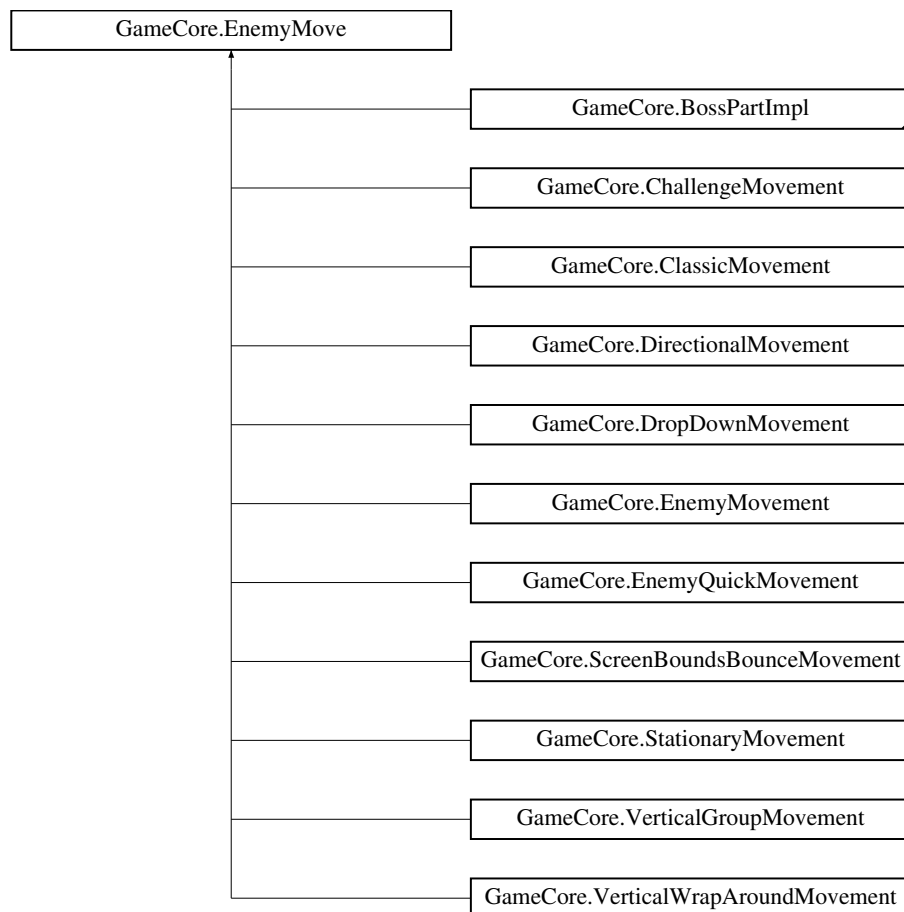 GameCore.EnemyMove
GameCore.BossPartImpl
GameCore.ChallengeMovement
GameCore.ClassicMovement
GameCore.DirectionalMovement
GameCore.DropDownMovement
GameCore.EnemyMovement
GameCore.EnemyQuickMovement
GameCore.ScreenBoundsBounceMovement
GameCore.StationaryMovement
GameCore.VerticalGroupMovement
GameCore.VerticalWrapAroundMovement